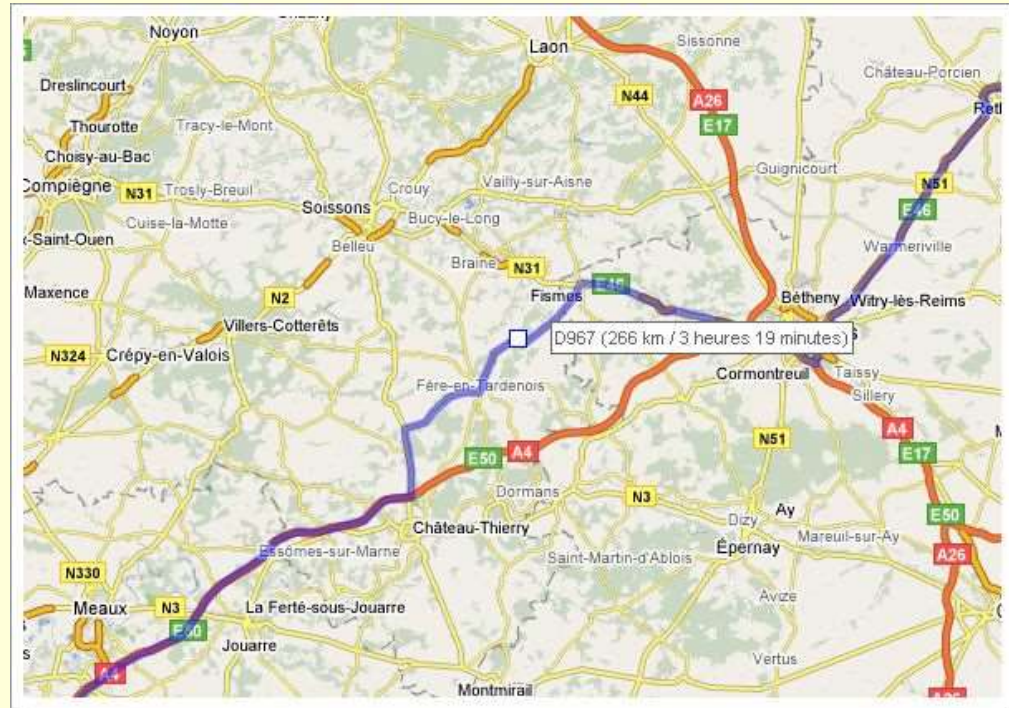 Noyon
Laon
Sissonne
Château-Porcien
Dreslincourt
N44
A26
E17
Thourotte
Tracy-le-Mont
Choisy-au-Bac
Guignicourt
Compiègne
N31
Trosly-Breuil
Crouy
Vailly-sur-Aisne
N51
E46
Cuise-la-Motte
Soissons
Bucy-le-Long
x-Saint-Ouen
Belleu
Warmeriville
Braine
N31
Maxence
N2
Fismes
Bétheny
Witry-lès-Reims
Villers-Cotterêts
D967 (266 km / 3 heures 19 minutes)
N324
Crépy-en-Valois
Cormontreuil
Taissy
Fère-en-Tardenois
Sillery
A4
E50
A4
N51
E17
Dormans
N3
Ay
E50
Château-Thierry
Dizy
Essômes-sur-Marne
Saint-Martin-d'Ablois
Épernay
Mareuil-sur-Ay
A26
N330
Meaux
N3
La Ferté-sous-Jouarre
Avize
E50
Jouarre
Vertus
A4
Montmirail